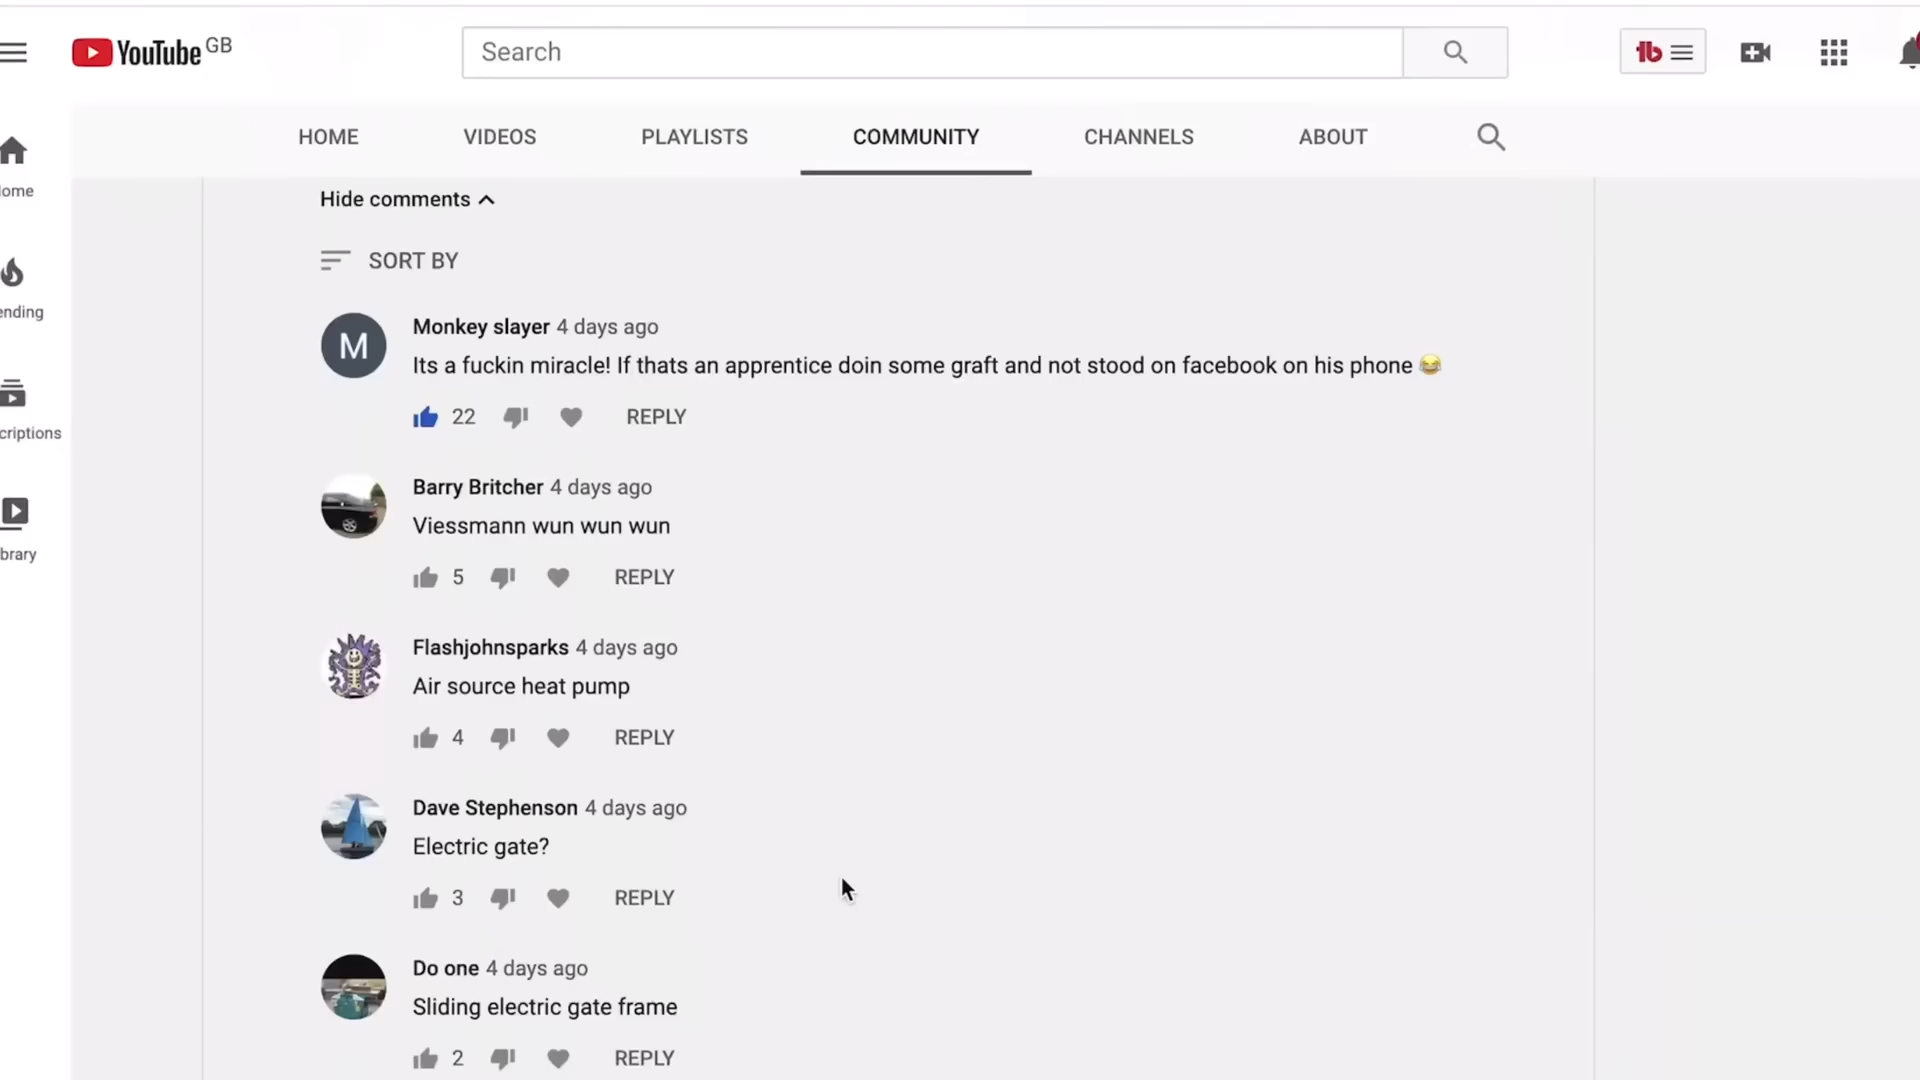 YouTube GB
Search
tb
HOME VIDEOS PLAYLISTS COMMUNITY CHANNELS ABOUT
ome
ending
criptions
brary
Hide comments
SORT BY
M
Monkey slayer 4 days ago
Its a fuckin miracle! If thats an apprentice doin some graft and not stood on facebook on his phone 😂
22 REPLY
Barry Britcher 4 days ago
Viessmann wun wun wun
5 REPLY
Flashjohnsparks 4 days ago
Air source heat pump
4 REPLY
Dave Stephenson 4 days ago
Electric gate?
3 REPLY
Do one 4 days ago
Sliding electric gate frame
2 REPLY